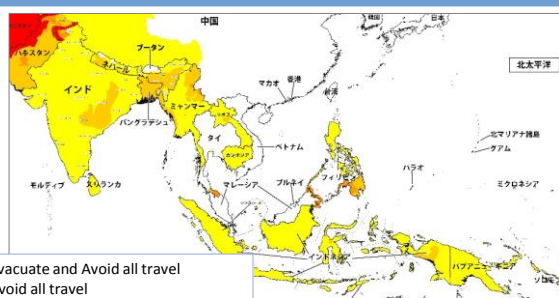 中国
韓国
日本
パキスタン
ブータン
ネパール
北太平洋
インド
香港
マカオ
台湾
ミャンマー
バングラデシュ
ラオス
北マリアナ諸島
グアム
タイ
ベトナム
カンボジア
フィリピン
パラオ
モルディブ
スリランカ
マレーシア
ブルネイ
ミクロネシア
インドネシア
パプアニューギニア
vacuate and Avoid all travel
void all travel